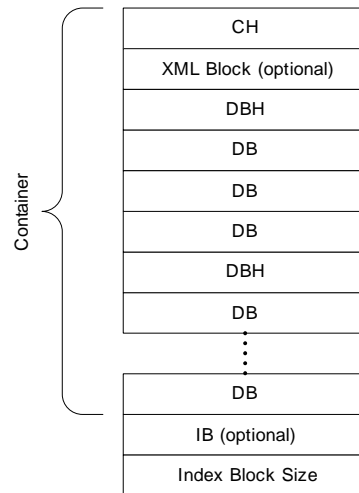 CH
XML Block (optional)
DBH
DB
DB
DB
DBH
DB
DB
IB (optional)
Index Block Size
Container